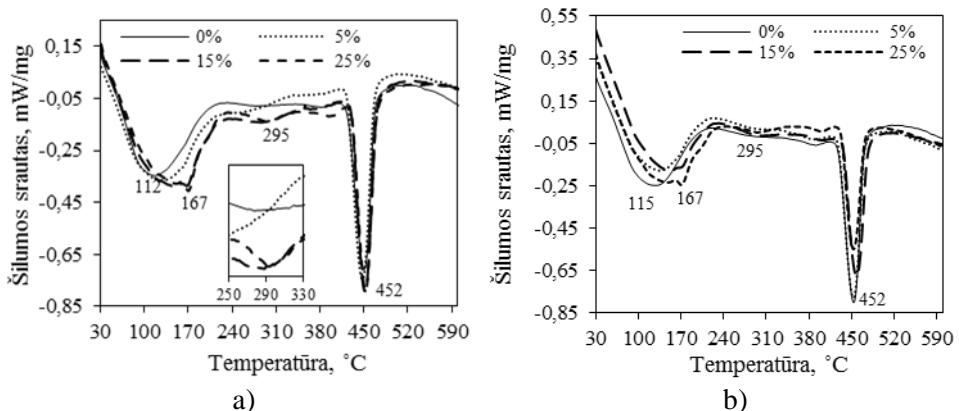 0,15
-0,05
-0,25
-0,45
-0,65
-0,85
Šilumos srautas, mW/mg
0% 5%
15% 25%
112
167
295
452
250 290 330
30 100 170 240 310 380 450 520 590
Temperatūra, ˚C
a)
0,55
0,35
0,15
-0,05
-0,25
-0,45
-0,65
-0,85
Šilumos srautas, mW/mg
0% 5%
15% 25%
115
167
295
452
30 100 170 240 310 380 450 520 590
Temperatūra, ˚C
b)